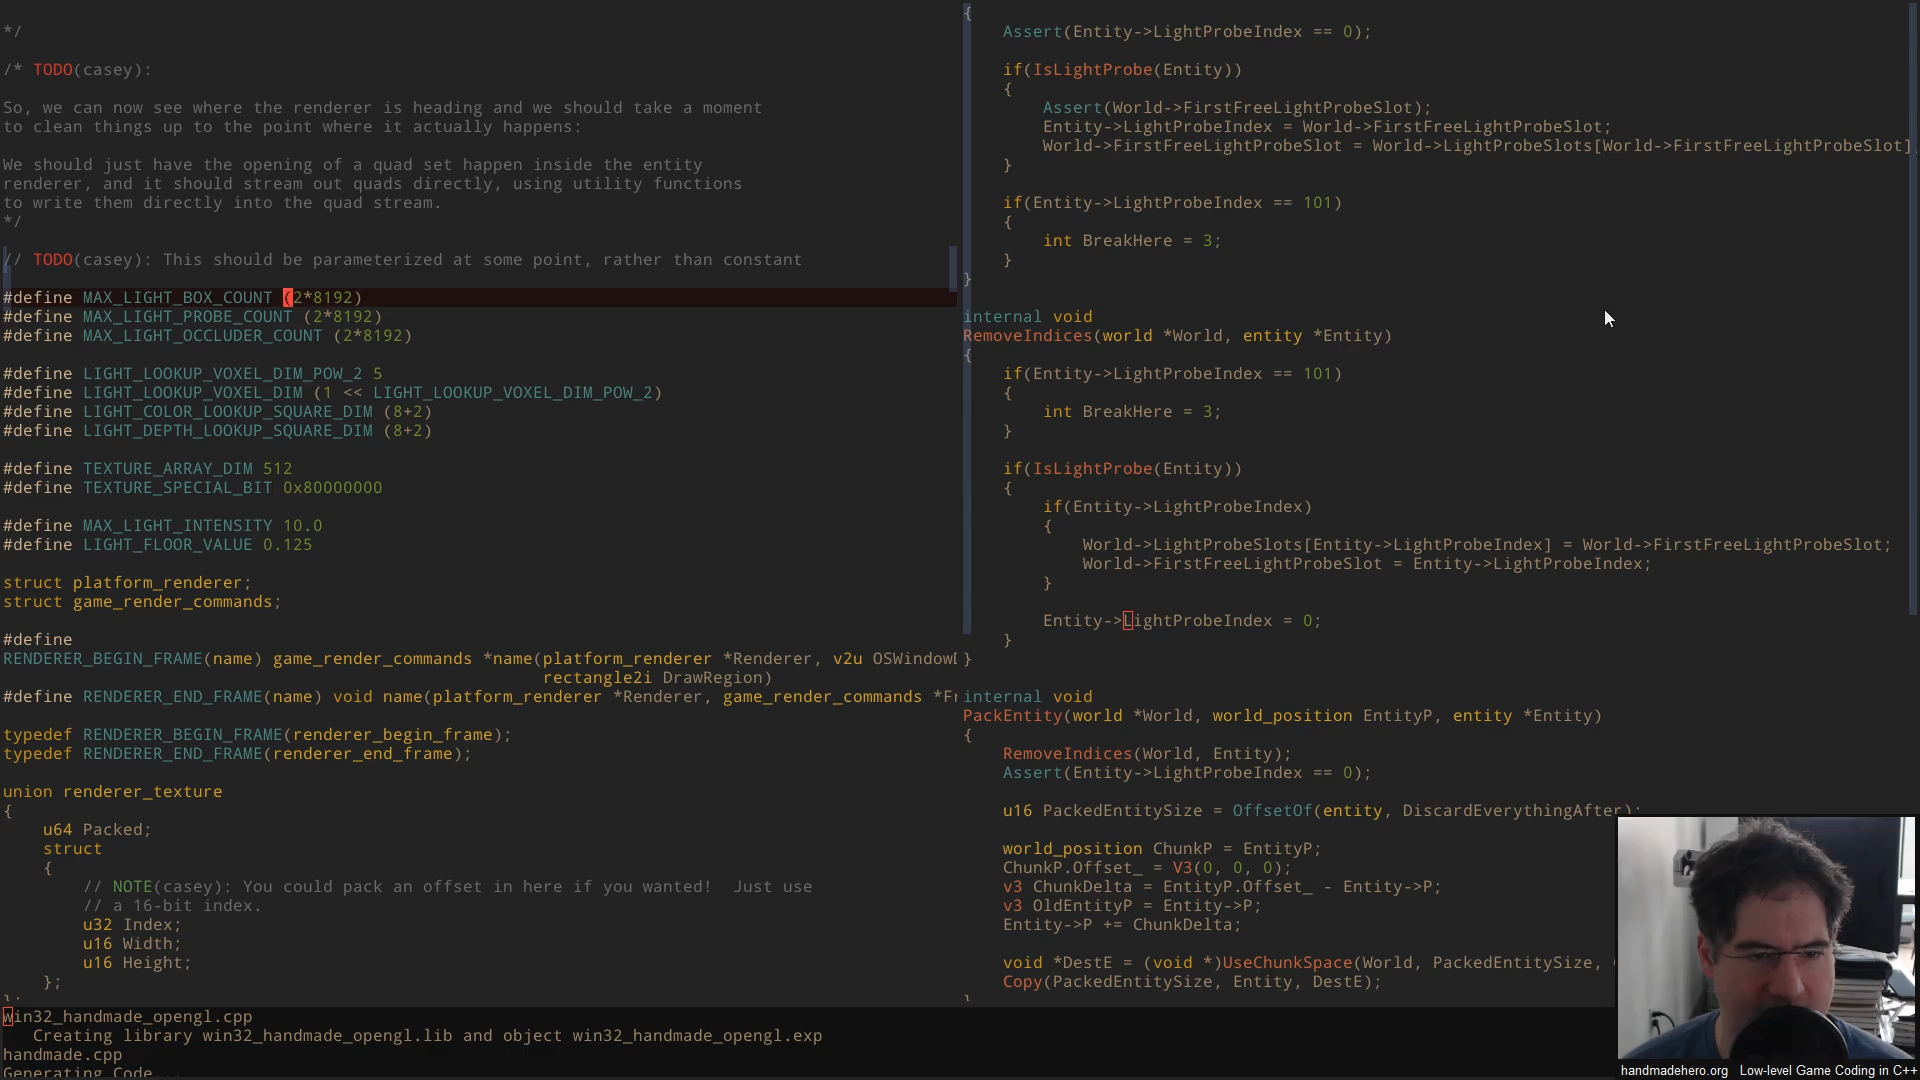 */
/* TODO(casey):
So, we can now see where the renderer is heading and we should take a moment
to clean things up to the point where it actually happens:
We should just have the opening of a quad set happen inside the entity
renderer, and it should stream out quads directly, using utility functions
to write them directly into the quad stream.
*/
// TODO(casey): This should be parameterized at some point, rather than constant
#define MAX_LIGHT_BOX_COUNT (2*8192)
#define MAX_LIGHT_PROBE_COUNT (2*8192)
#define MAX_LIGHT_OCCLUDER_COUNT (2*8192)
#define LIGHT_LOOKUP_VOXEL_DIM_POW_2 5
#define LIGHT_LOOKUP_VOXEL_DIM (1 << LIGHT_LOOKUP_VOXEL_DIM_POW_2)
#define LIGHT_COLOR_LOOKUP_SQUARE_DIM (8+2)
#define LIGHT_DEPTH_LOOKUP_SQUARE_DIM (8+2)
#define TEXTURE_ARRAY_DIM 512
#define TEXTURE_SPECIAL_BIT 0x80000000
#define MAX_LIGHT_INTENSITY 10.0
#define LIGHT_FLOOR_VALUE 0.125
struct platform_renderer;
struct game_render_commands;
#define
RENDERER_BEGIN_FRAME(name) game_render_commands *name(platform_renderer *Renderer, v2u OSWindow
rectangle2i DrawRegion)
#define RENDERER_END_FRAME(name) void name(platform_renderer *Renderer, game_render_commands *Fr
typedef RENDERER_BEGIN_FRAME(renderer_begin_frame);
typedef RENDERER_END_FRAME(renderer_end_frame);
union renderer_texture
{
u64 Packed;
struct
{
// NOTE(casey): You could pack an offset in here if you wanted!  Just use
// a 16-bit index.
u32 Index;
u16 Width;
u16 Height;
};
};
{
Assert(Entity->LightProbeIndex == 0);
if(IsLightProbe(Entity))
{
Assert(World->FirstFreeLightProbeSlot);
Entity->LightProbeIndex = World->FirstFreeLightProbeSlot;
World->FirstFreeLightProbeSlot = World->LightProbeSlots[World->FirstFreeLightProbeSlot]
}
if(Entity->LightProbeIndex == 101)
{
int BreakHere = 3;
}
}
internal void
RemoveIndices(world *World, entity *Entity)
{
if(Entity->LightProbeIndex == 101)
{
int BreakHere = 3;
}
if(IsLightProbe(Entity))
{
if(Entity->LightProbeIndex)
{
World->LightProbeSlots[Entity->LightProbeIndex] = World->FirstFreeLightProbeSlot;
World->FirstFreeLightProbeSlot = Entity->LightProbeIndex;
}
Entity->LightProbeIndex = 0;
}
}
internal void
PackEntity(world *World, world_position EntityP, entity *Entity)
{
RemoveIndices(World, Entity);
Assert(Entity->LightProbeIndex == 0);
u16 PackedEntitySize = OffsetOf(entity, DiscardEverythingAfter);
world_position ChunkP = EntityP;
ChunkP.Offset_ = V3(0, 0, 0);
v3 ChunkDelta = EntityP.Offset_ - Entity->P;
v3 OldEntityP = Entity->P;
Entity->P += ChunkDelta;
void *DestE = (void *)UseChunkSpace(World, PackedEntitySize,
Copy(PackedEntitySize, Entity, DestE);
}
win32_handmade_opengl.cpp
Creating library win32_handmade_opengl.lib and object win32_handmade_opengl.exp
handmade.cpp
Generating Code...
handmadehero.org   Low-level Game Coding in C++